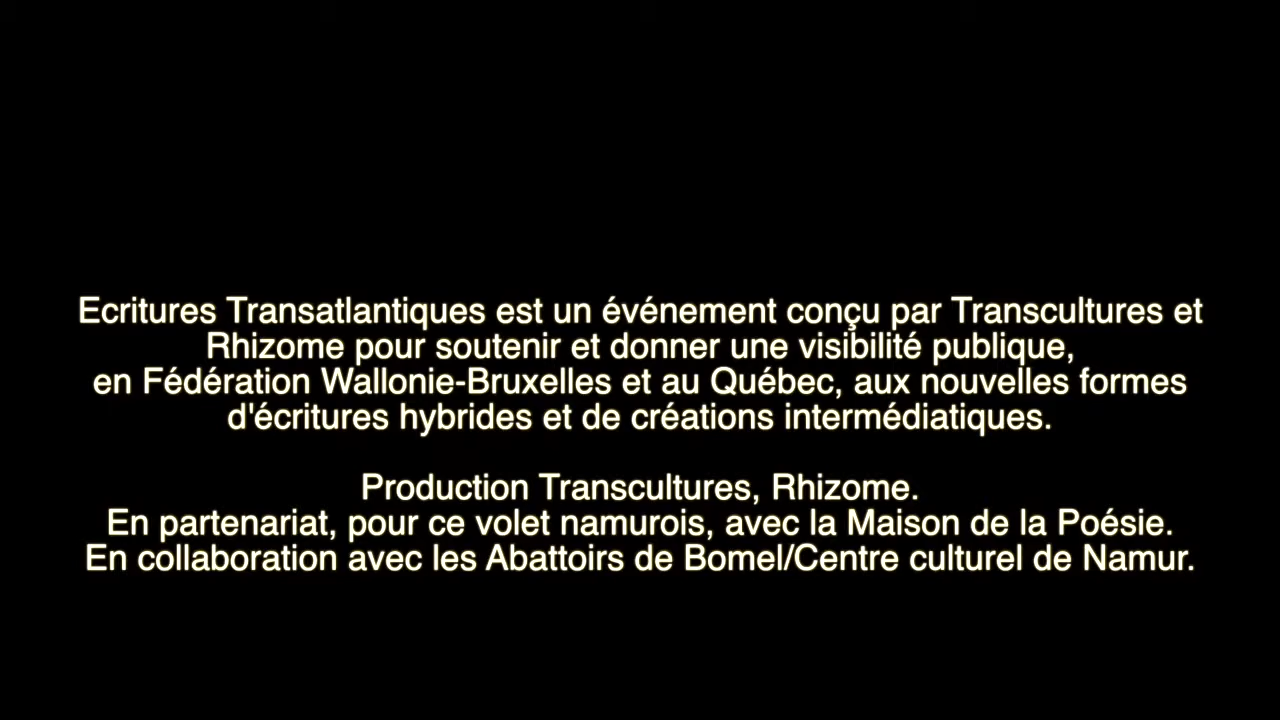 Ecritures Transatlantiques est un événement conçu par Transcultures et
Rhizome pour soutenir et donner une visibilité publique,
en Fédération Wallonie-Bruxelles et au Québec, aux nouvelles formes
d'écritures hybrides et de créations intermédiatiques.
Production Transcultures, Rhizome.
En partenariat, pour ce volet namurois, avec la Maison de la Poésie.
En collaboration avec les Abattoirs de Bomel/Centre culturel de Namur.